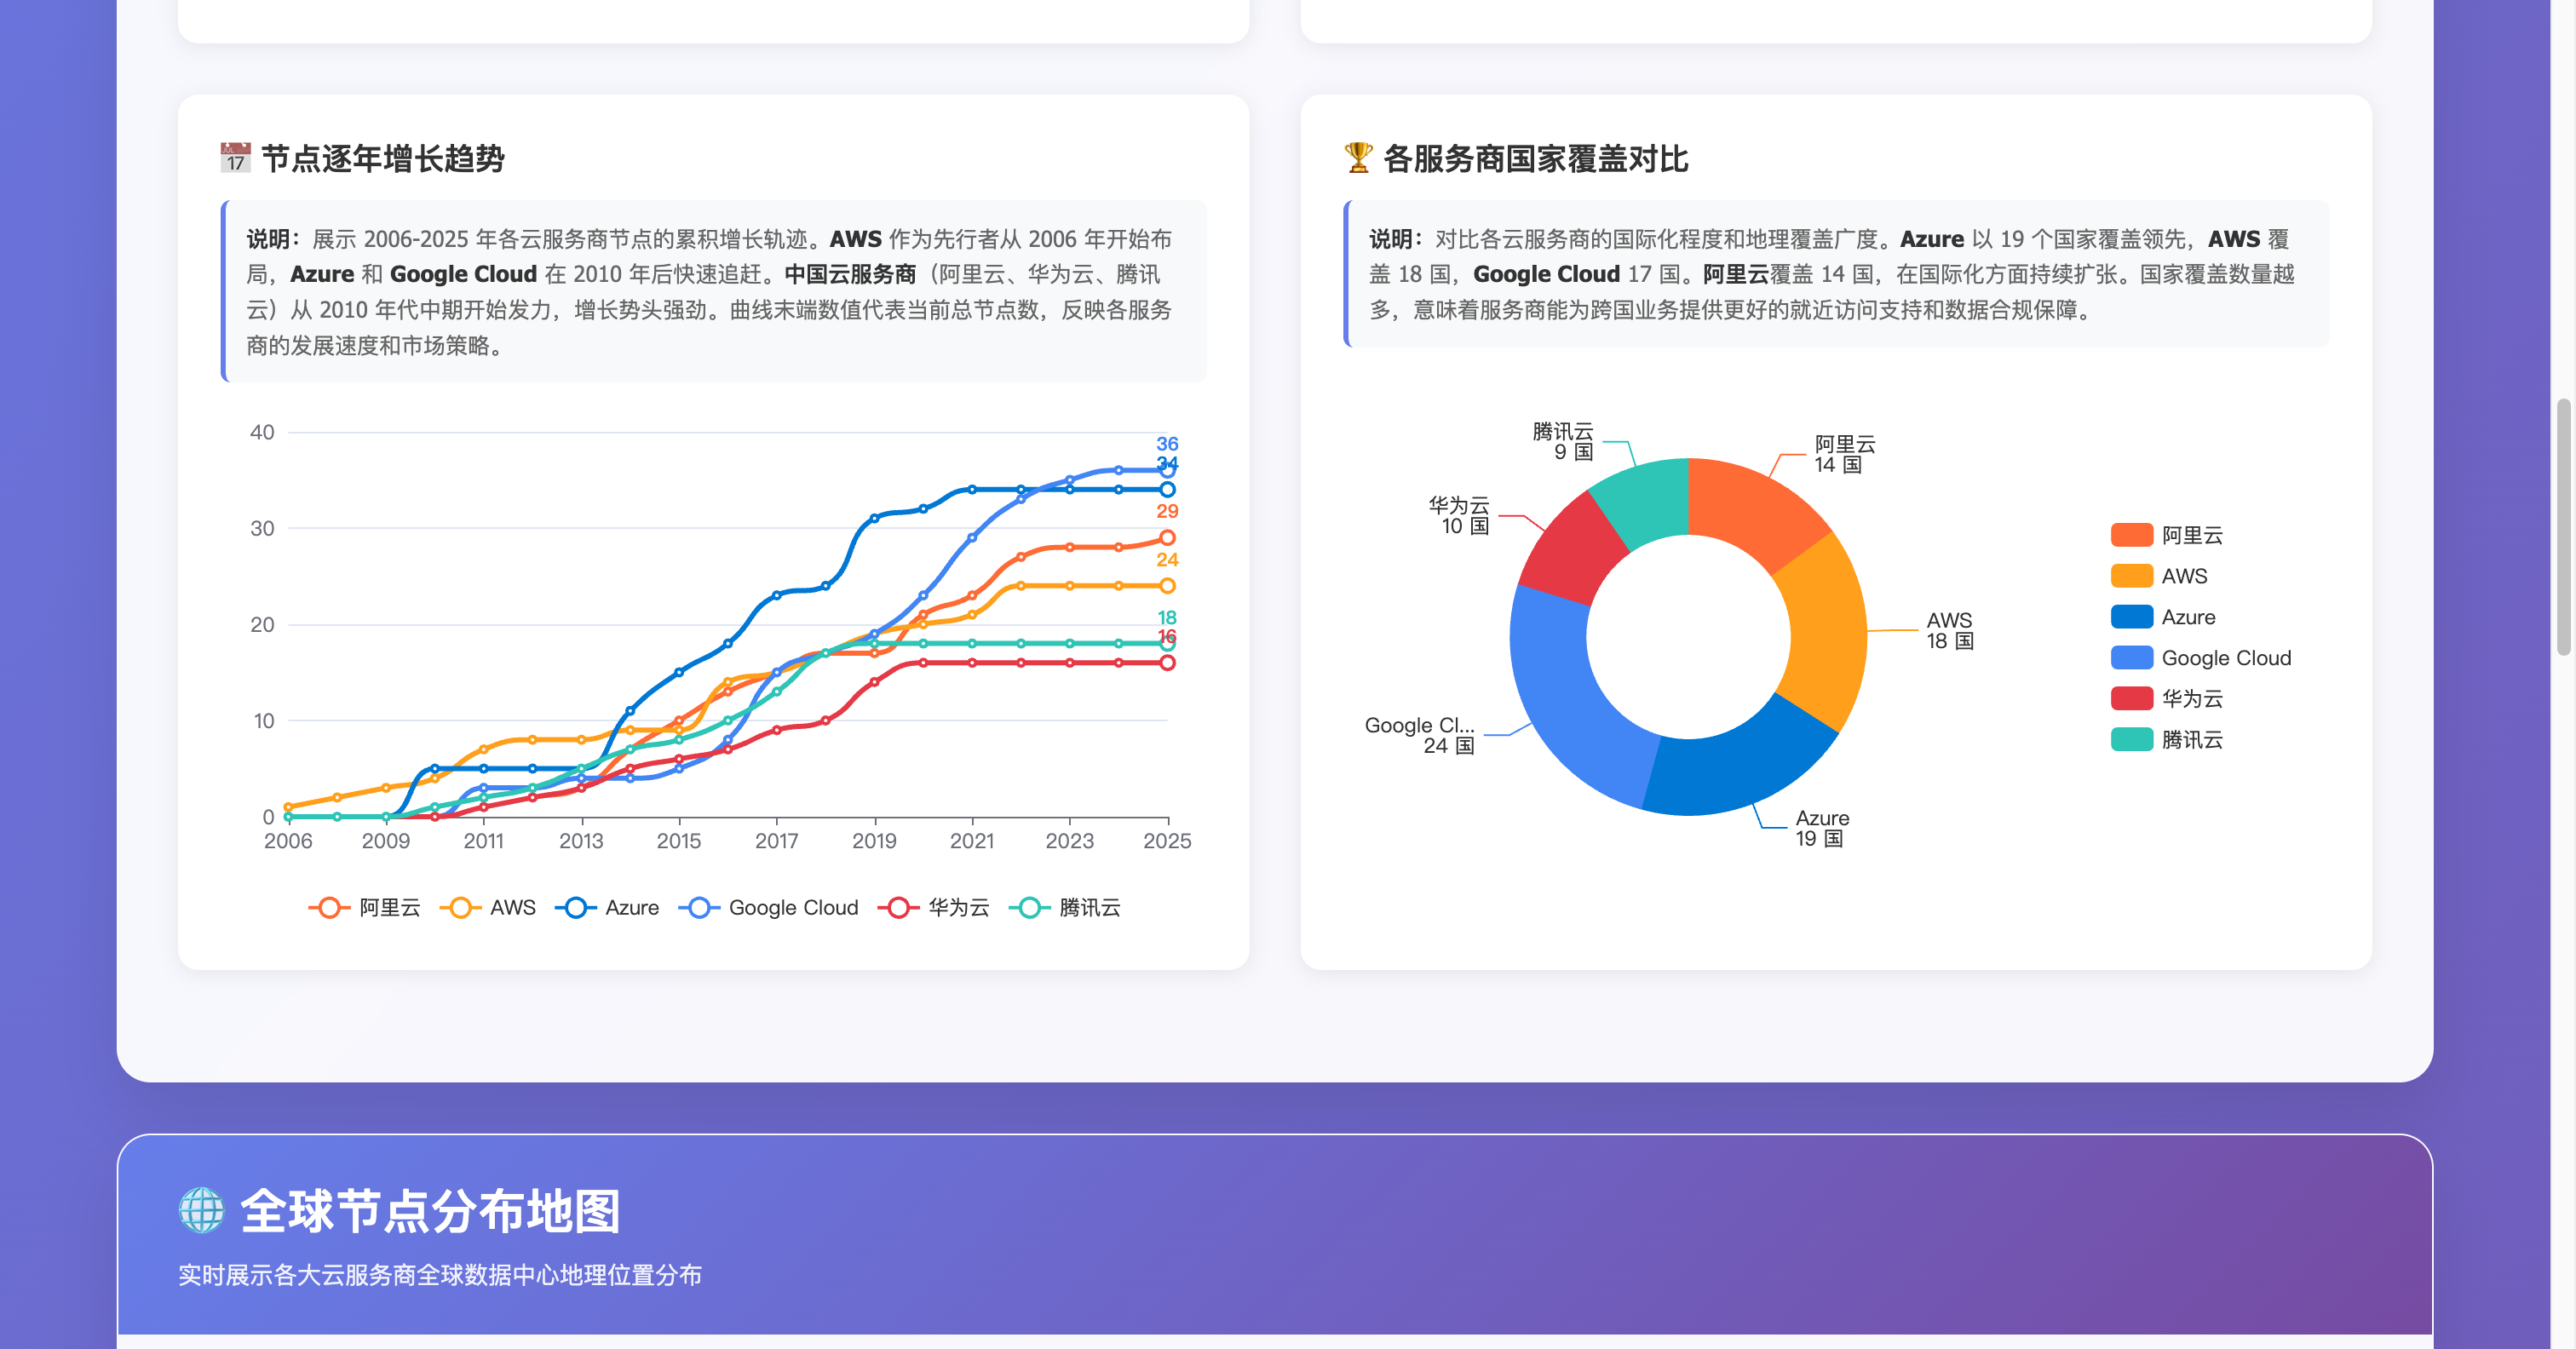 节点逐年增长趋势
说明：展示 2006-2025 年各云服务商节点的累积增长轨迹。AWS 作为先行者从 2006 年开始布
局，Azure 和 Google Cloud 在 2010 年后快速追赶。中国云服务商（阿里云、华为云、腾讯
云）从 2010 年代中期开始发力，增长势头强劲。曲线末端数值代表当前总节点数，反映各服务
商的发展速度和市场策略。
40
30
20
10
0
36
34
29
24
18
16
2006 2009 2011 2013 2015 2017 2019 2021 2023 2025
阿里云 AWS Azure Google Cloud 华为云 腾讯云
各服务商国家覆盖对比
说明：对比各云服务商的国际化程度和地理覆盖广度。Azure 以 19 个国家覆盖领先，AWS 覆
盖 18 国，Google Cloud 17 国。阿里云覆盖 14 国，在国际化方面持续扩张。国家覆盖数量越
多，意味着服务商能为跨国业务提供更好的就近访问支持和数据合规保障。
腾讯云
9 国
阿里云
14 国
华为云
10 国
AWS
18 国
Google Cl...
24 国
Azure
19 国
阿里云
AWS
Azure
Google Cloud
华为云
腾讯云
全球节点分布地图
实时展示各大云服务商全球数据中心地理位置分布